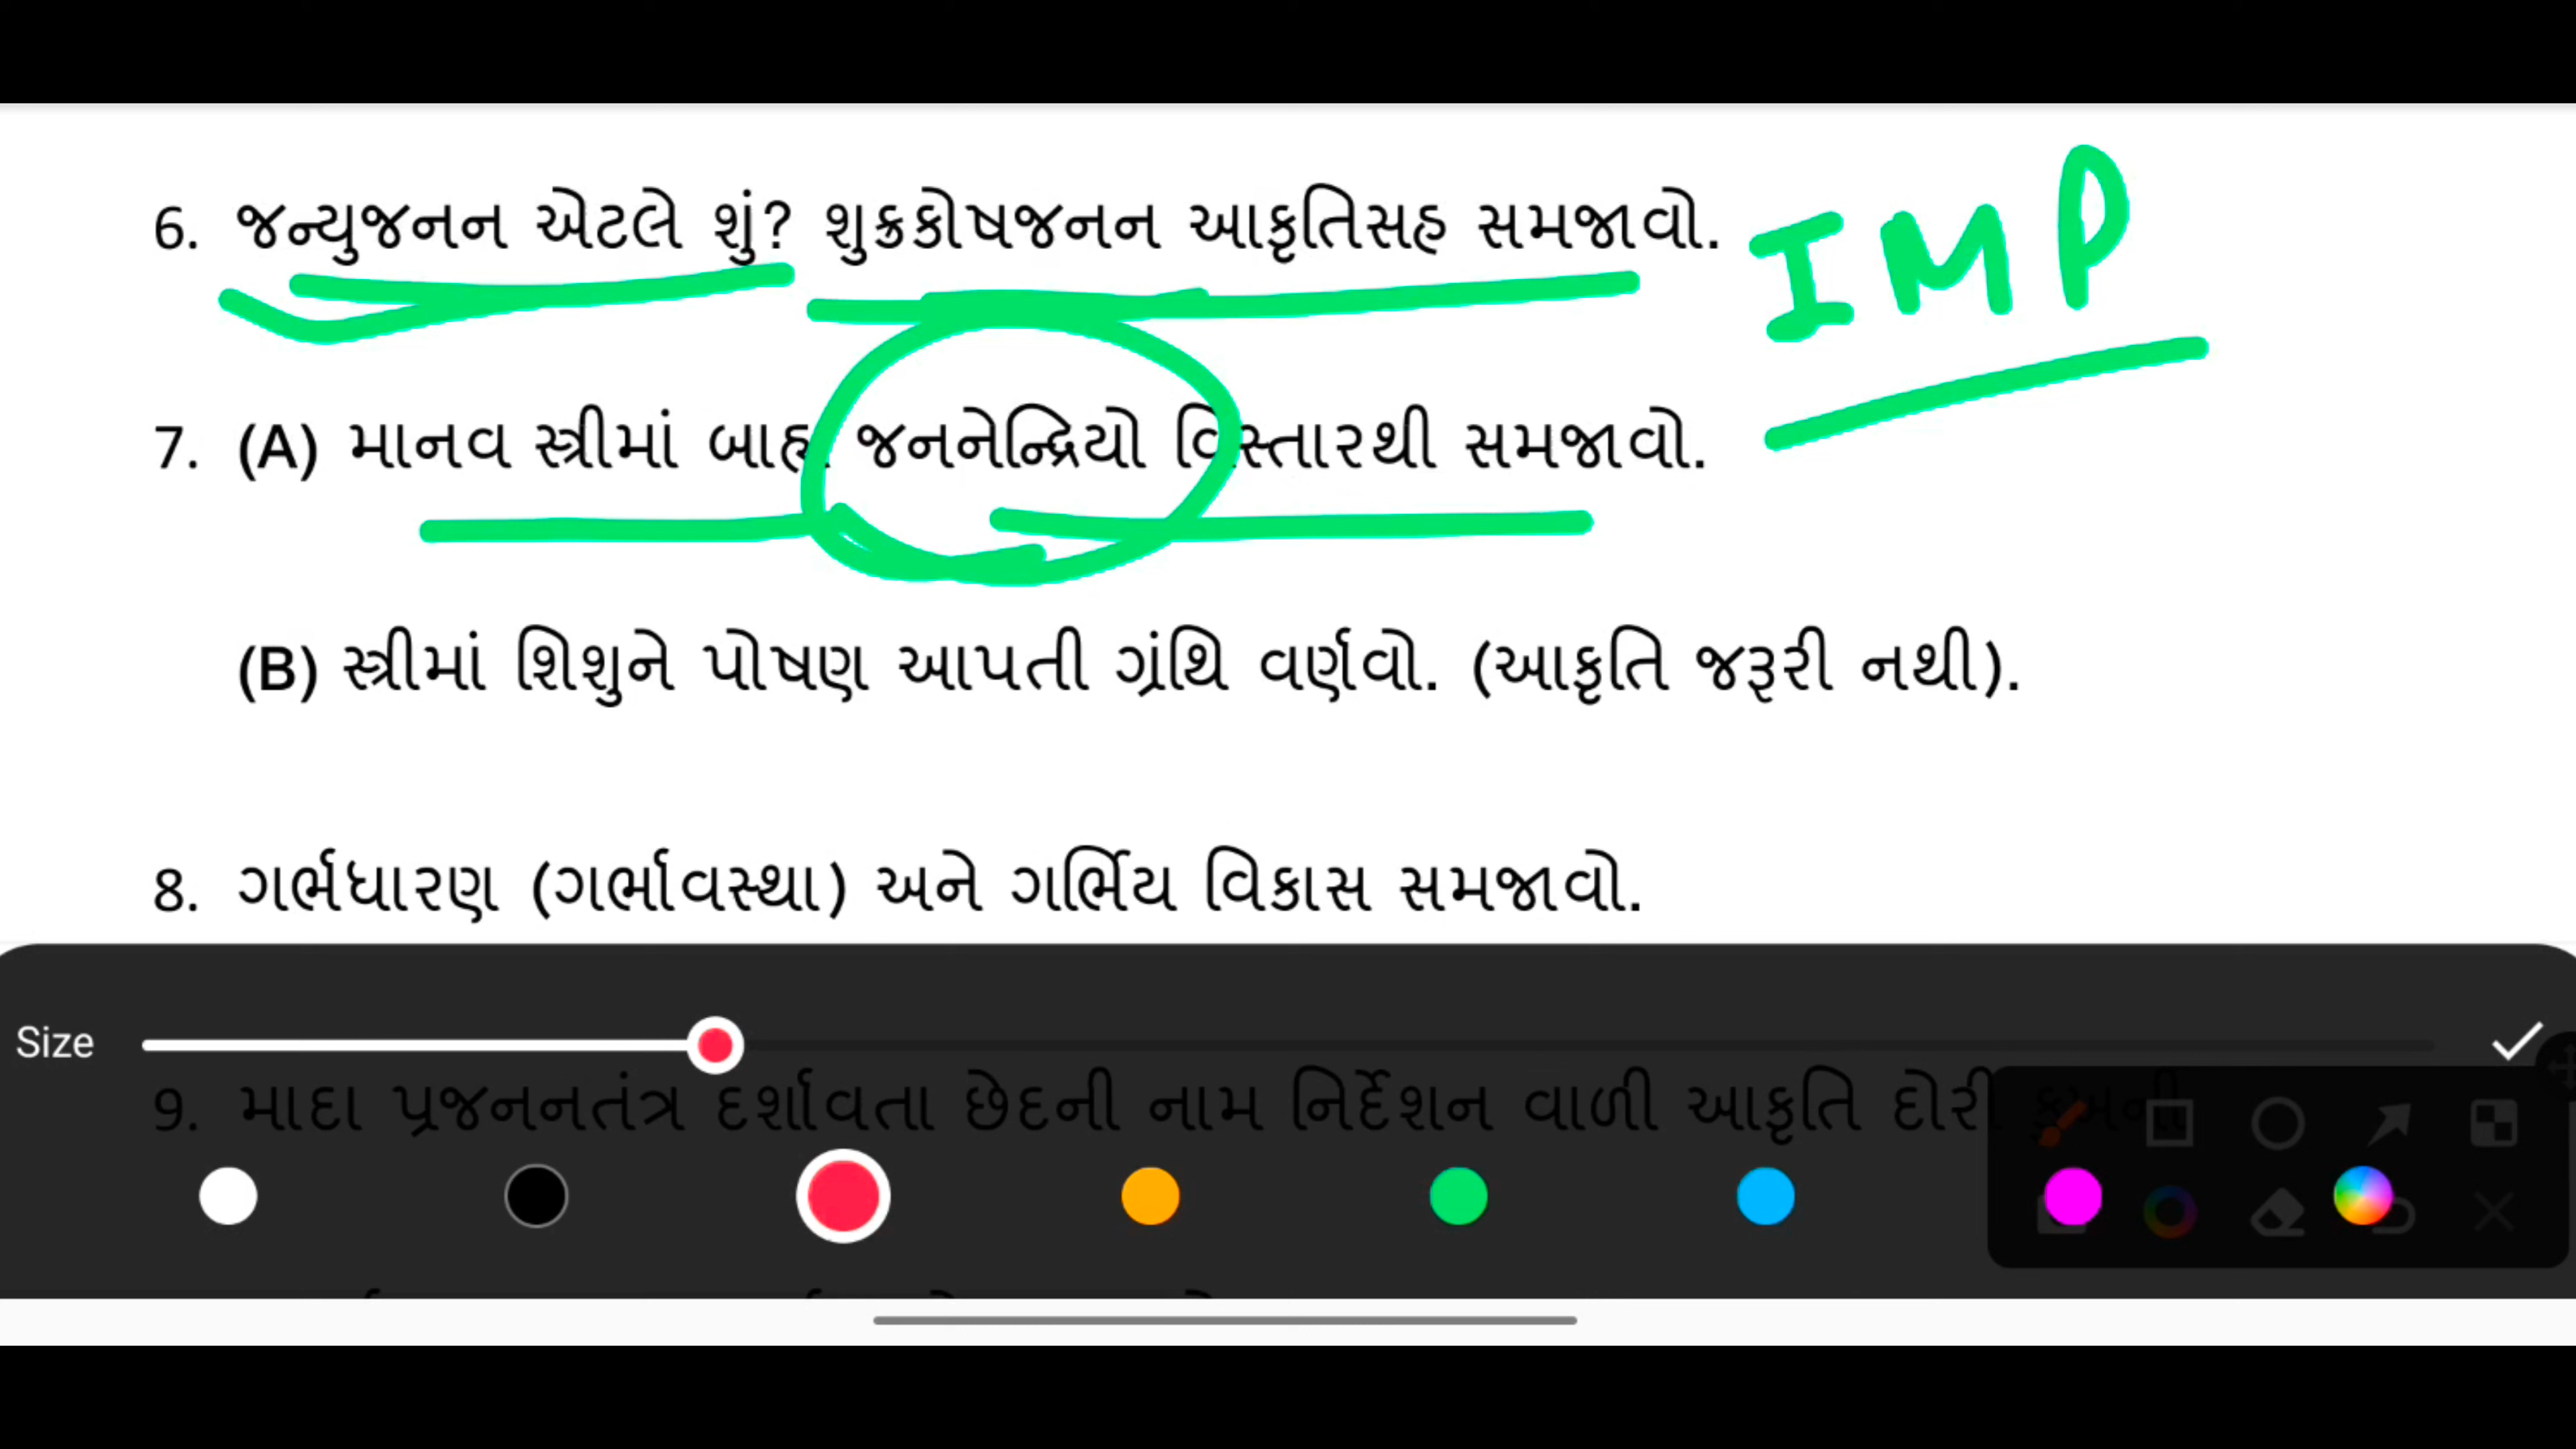 6. જન્યુજનન એટલે શું? શુક્રકોષજનન આકૃતિસહ સમજાવો. IMP
7. (A) માનવ સ્ત્રીમાં બાહ્ય જનનેન્દ્રિયો વિસ્તારથી સમજાવો.
(B) સ્ત્રીમાં શિશુને પોષણ આપતી ગ્રંથિ વર્ણવો. (આકૃતિ જરૂરી નથી).
8. ગર્ભધારણ (ગર્ભાવસ્થા) અને ગર્ભિય વિકાસ સમજાવો.
Size
9. માદા પ્રજનનતંત્ર દર્શાવતા છેદની નામ નિર્દેશન વાળી આકૃતિ દોરી